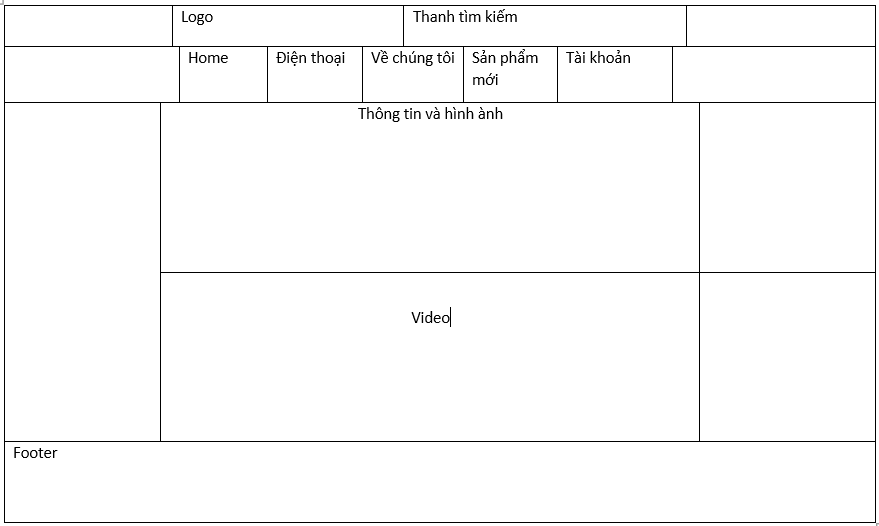 Logo
Thanh tìm kiếm
Home
Điện thoại
Về chúng tôi
Sản phẩm
mới
Tài khoản
Thông tin và hình ành
Video
Footer